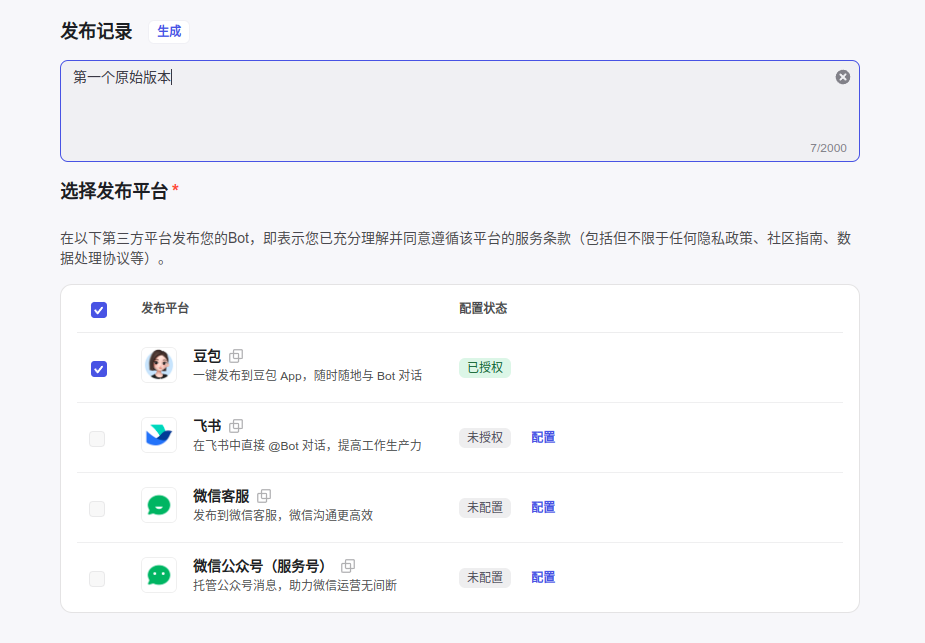 发布记录 生成
第一个原始版本
7/2000
选择发布平台*
在以下第三方平台发布您的Bot，即表示您已充分理解并同意遵循该平台的服务条款（包括但不限于任何隐私政策、社区指南、数
据处理协议等）。
发布平台 配置状态
豆包
一键发布到豆包 App，随时随地与 Bot 对话
已授权
飞书
在飞书中直接 @Bot 对话，提高工作生产力
未授权 配置
微信客服
发布到微信客服，微信沟通更高效
未配置 配置
微信公众号（服务号）
托管公众号消息，助力微信运营无间断
未配置 配置